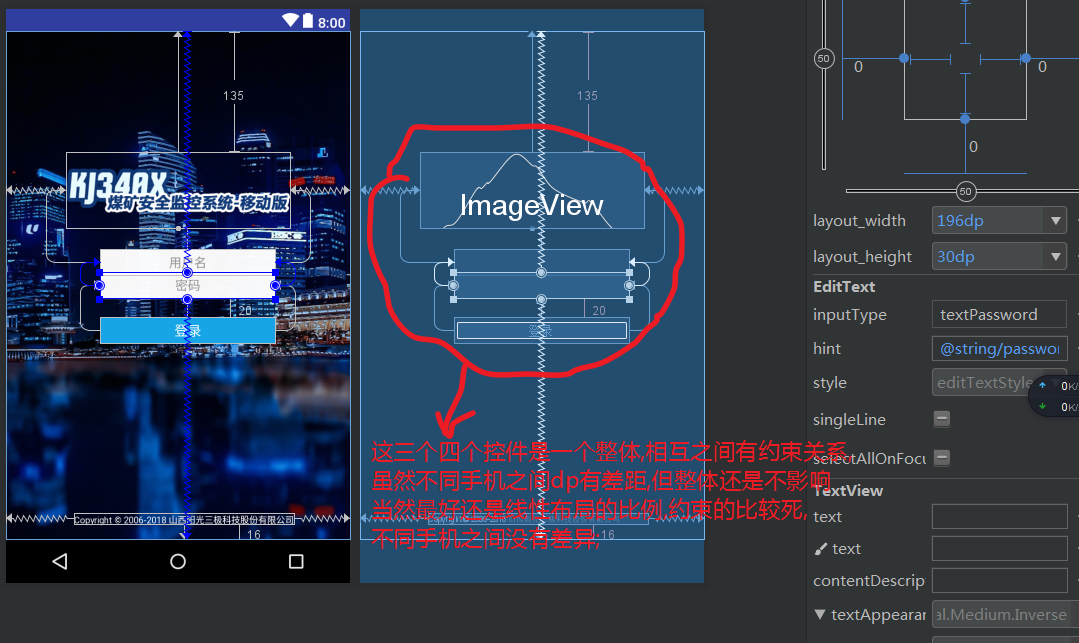 8:00
135
KJ340X
煤矿安全监控系统-移动版
用户名
密码
20
登录
Copyright © 2006-2018 山西阳光三极科技股份有限公司
16
135
ImageView
20
登录
16
这三个四个控件是一个整体,相互之间有约束关系,
虽然不同手机之间dp有差距,但整体还是不影响
当然最好还是线性布局的比例,约束的比较死,
不同手机之间没有差异;
50
0
0
0
50
layout_width
196dp
layout_height
30dp
EditText
inputType
textPassword
hint
@string/passwo
style
editTextStyle
0K/
0K/
singleLine
selectAllOnFocu
TextView
text
text
contentDescrip
textAppearar
al.Medium.Inverse